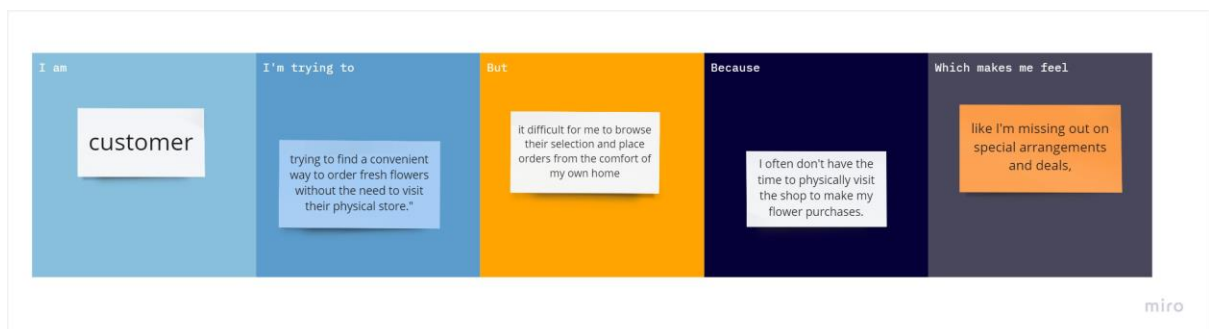 I am
customer
I'm trying to
trying to find a convenient
way to order fresh flowers
without the need to visit
their physical store."
But
it difficult for me to browse
their selection and place
orders from the comfort of
my own home
Because
I often don't have the
time to physically visit
the shop to make my
flower purchases.
Which makes me feel
like I'm missing out on
special arrangements
and deals,
miro